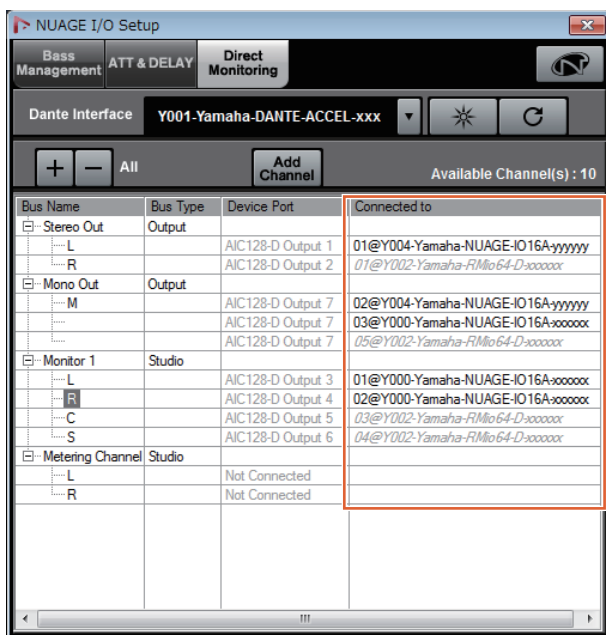 NUAGE I/O Setup
Bass Management ATT & DELAY Direct Monitoring
Dante Interface Y001-Yamaha-DANTE-ACCEL-xxx
+ − All Add Channel Available Channel(s) : 10
Bus Name Bus Type Device Port Connected to
Stereo Out Output
L AIC128-D Output 1 01@Y004-Yamaha-NUAGE-IO16A-yyyyyy
R AIC128-D Output 2 01@Y002-Yamaha-RMio64-D-xxxxxx
Mono Out Output
M AIC128-D Output 7 02@Y004-Yamaha-NUAGE-IO16A-yyyyyy
AIC128-D Output 7 03@Y000-Yamaha-NUAGE-IO16A-xxxxxx
AIC128-D Output 7 05@Y002-Yamaha-RMio64-D-xxxxxx
Monitor 1 Studio
L AIC128-D Output 3 01@Y000-Yamaha-NUAGE-IO16A-xxxxxx
R AIC128-D Output 4 02@Y000-Yamaha-NUAGE-IO16A-xxxxxx
C AIC128-D Output 5 03@Y002-Yamaha-RMio64-D-xxxxxx
S AIC128-D Output 6 04@Y002-Yamaha-RMio64-D-xxxxxx
Metering Channel Studio
L Not Connected
R Not Connected